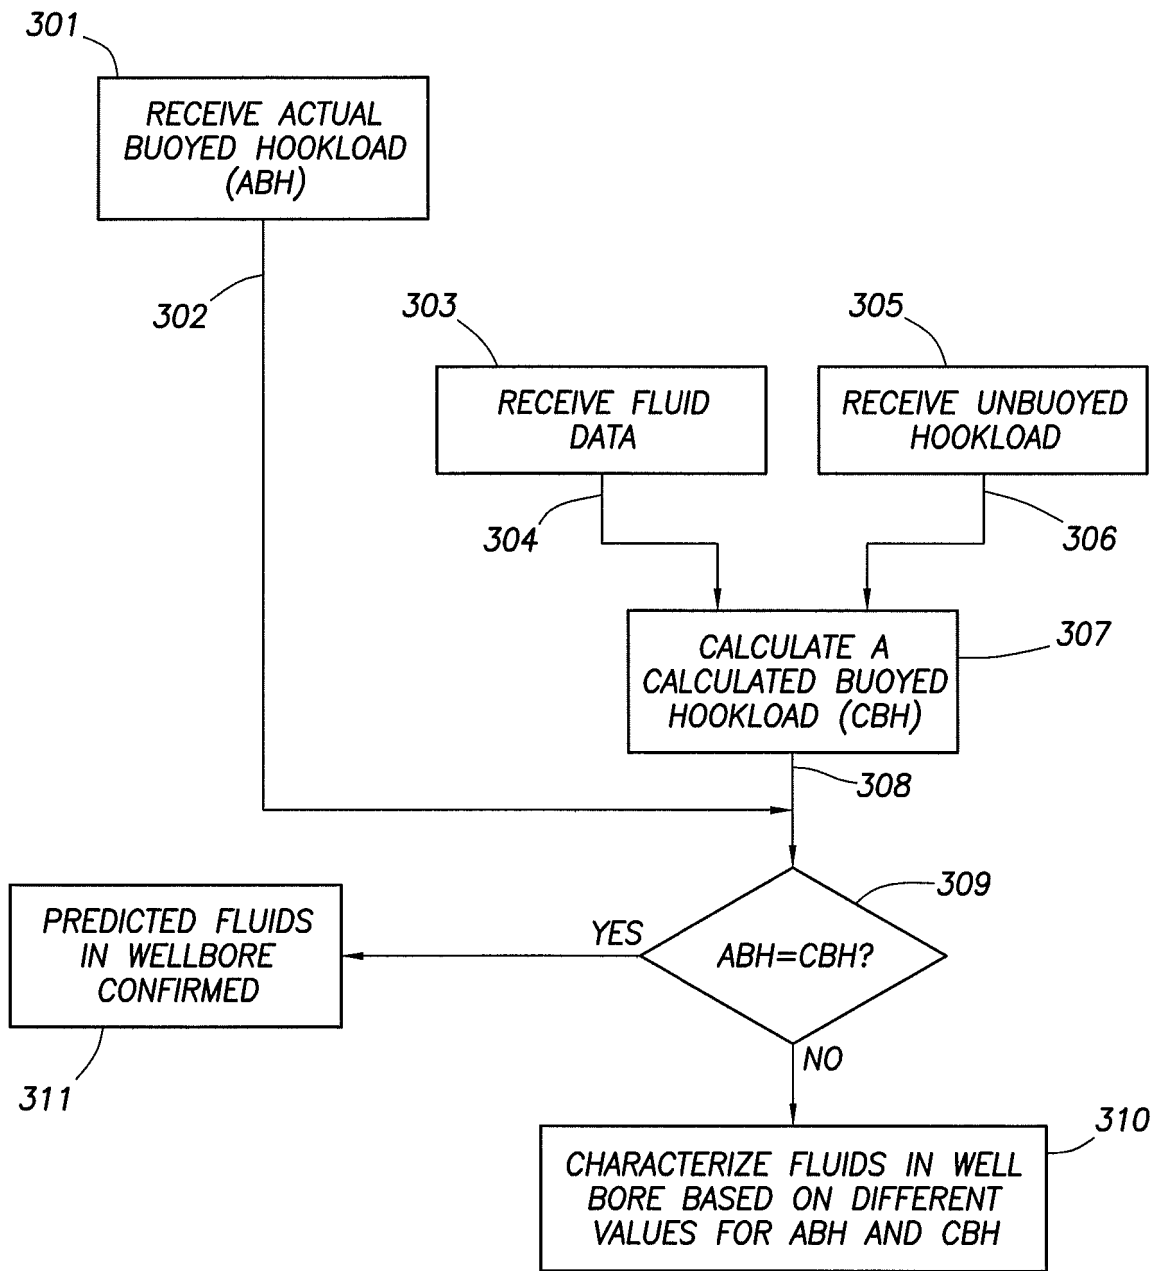 301
RECEIVE ACTUAL
BUOYED HOOKLOAD
(ABH)
302
303
RECEIVE FLUID
DATA
304
305
RECEIVE UNBUOYED
HOOKLOAD
306
CALCULATE A
CALCULATED BUOYED
HOOKLOAD (CBH)
307
308
309
ABH=CBH?
YES
PREDICTED FLUIDS
IN WELLBORE
CONFIRMED
311
NO
310
CHARACTERIZE FLUIDS IN WELL
BORE BASED ON DIFFERENT
VALUES FOR ABH AND CBH